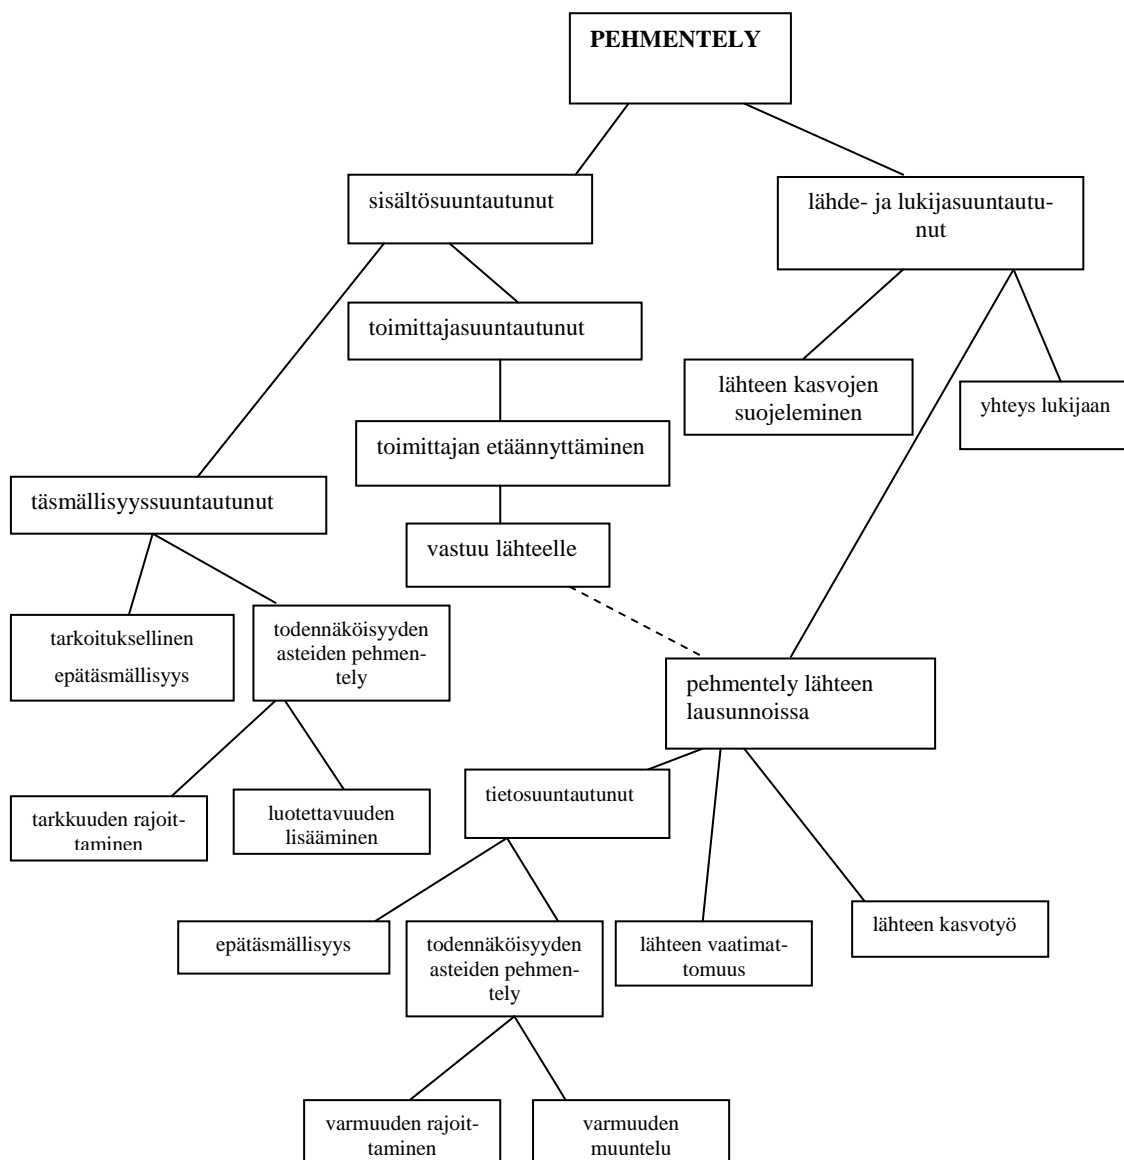 PEHMENTELY
sisältösuuntautunut
lähde- ja lukijasuuntautu-
nut
toimittajasuuntautunut
lähteen kasvojen
suojeleminen
yhteys lukijaan
toimittajan etäännyttäminen
täsmällisyyssuuntautunut
vastuu lähteelle
tarkoituksellinen
epätäsmällisyys
todennäköisyyden
asteiden pehmen-
tely
pehmentely lähteen
lausunnoissa
tarkkuuden rajoit-
taminen
luotettavuuden
lisääminen
tietosuuntautunut
epätäsmällisyys
todennäköisyyden
asteiden pehmen-
tely
lähteen vaatimat-
tomuus
lähteen kasvotyö
varmuuden rajoit-
taminen
varmuuden
muuntelu